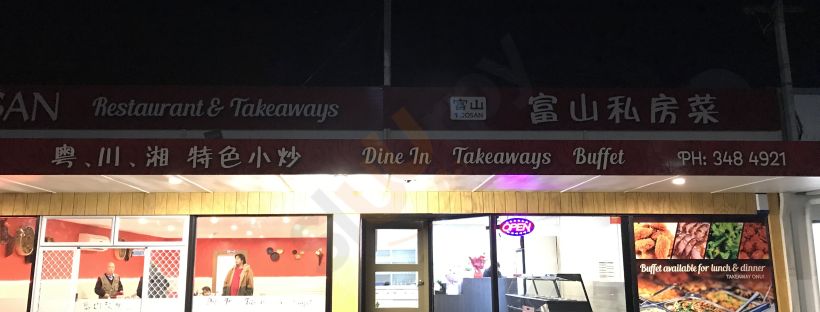 SAN Restaurant & Takeaways 富山 JOSAN 富山私房菜
粤、川、湘 特色小炒 Dine In Takeaways Buffet PH: 348 4921
OPEN
Buffet available for lunch & dinner
TAKEAWAY ONLY